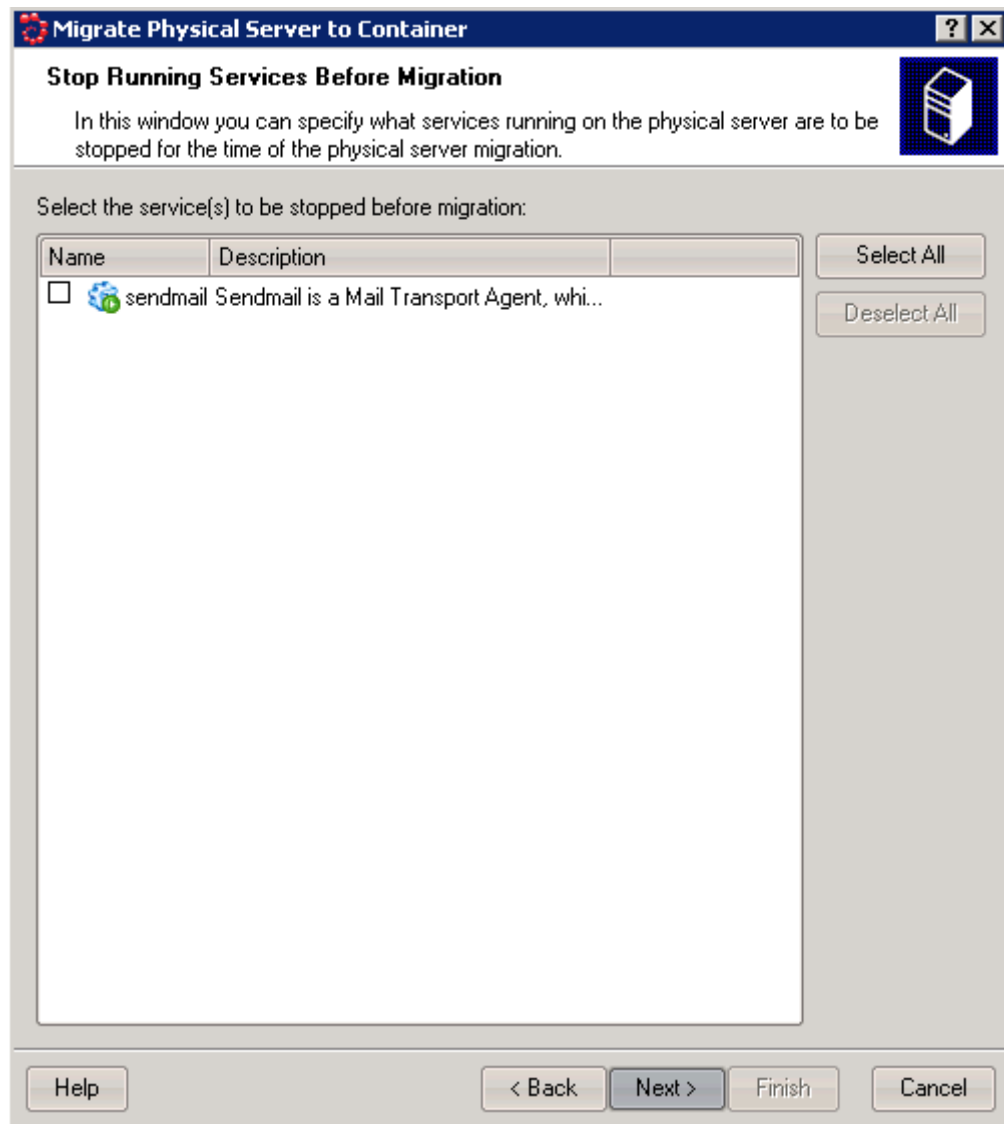 Migrate Physical Server to Container
Stop Running Services Before Migration
In this window you can specify what services running on the physical server are to be
stopped for the time of the physical server migration.
Select the service(s) to be stopped before migration:
Name Description
Select All
sendmail Sendmail is a Mail Transport Agent, whi...
Deselect All
Help < Back Next > Finish Cancel